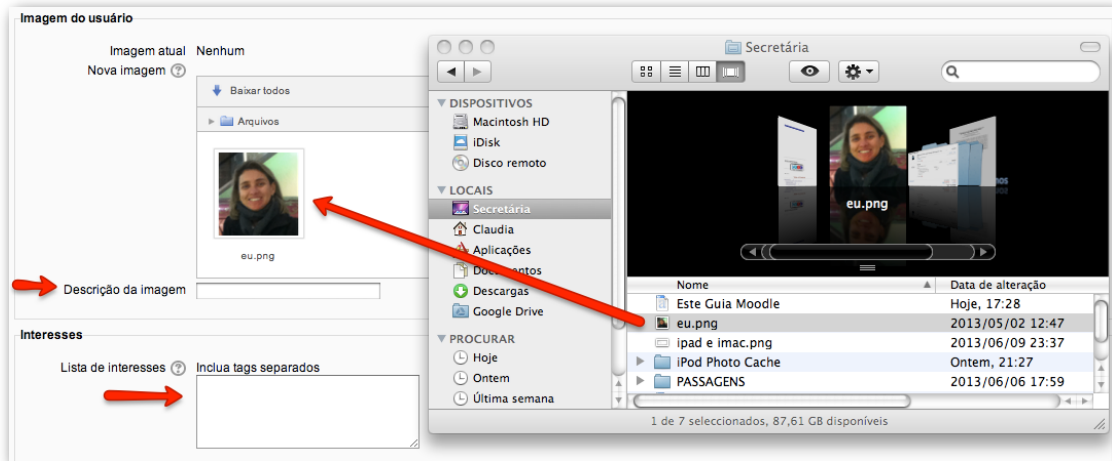 Imagem do usuário
Imagem atual Nenhum
Nova imagem
Baixar todos
Arquivos
eu.png
Descrição da imagem
Interesses
Lista de interesses Inclua tags separados
Secretária
DISPOSITIVOS
Macintosh HD
iDisk
Disco remoto
LOCAIS
Secretária
Claudia
Aplicações
Documentos
Descargas
Google Drive
PROCURAR
Hoje
Ontem
Última semana
eu.png
Nome Data de alteração
Este Guia Moodle Hoje, 17:28
eu.png 2013/05/02 12:47
ipad e imac.png 2013/06/09 23:37
iPod Photo Cache Ontem, 21:27
PASSAGENS 2013/06/06 17:59
1 de 7 seleccionados, 87,61 GB disponíveis